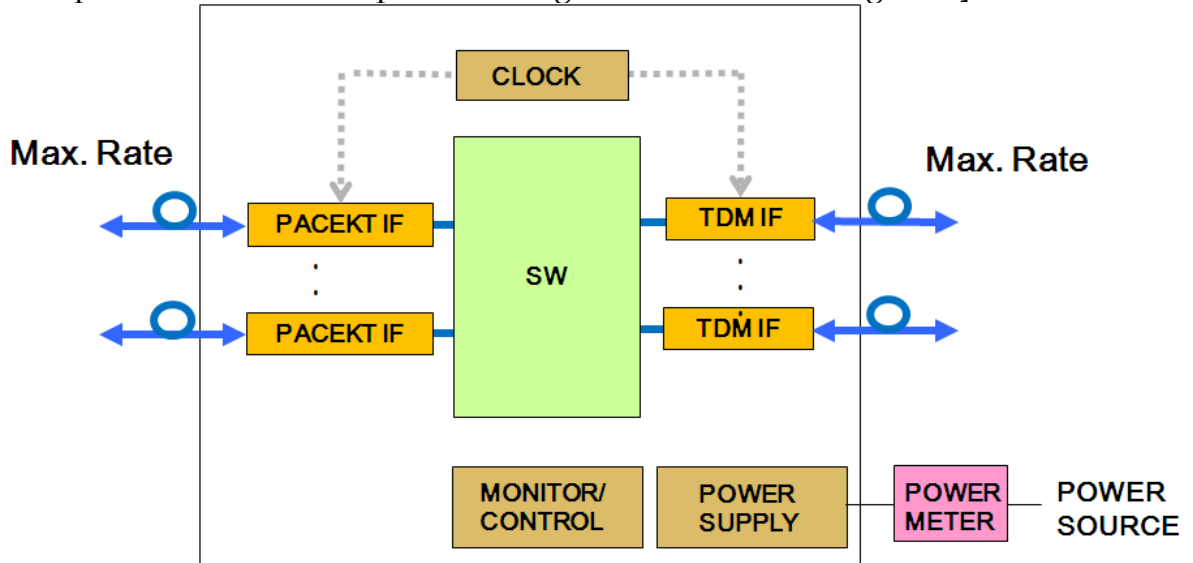 CLOCK
Max. Rate
Max. Rate
PACEKT IF
TDM IF
SW
PACEKT IF
TDM IF
MONITOR/
CONTROL
POWER
SUPPLY
POWER
METER
POWER
SOURCE